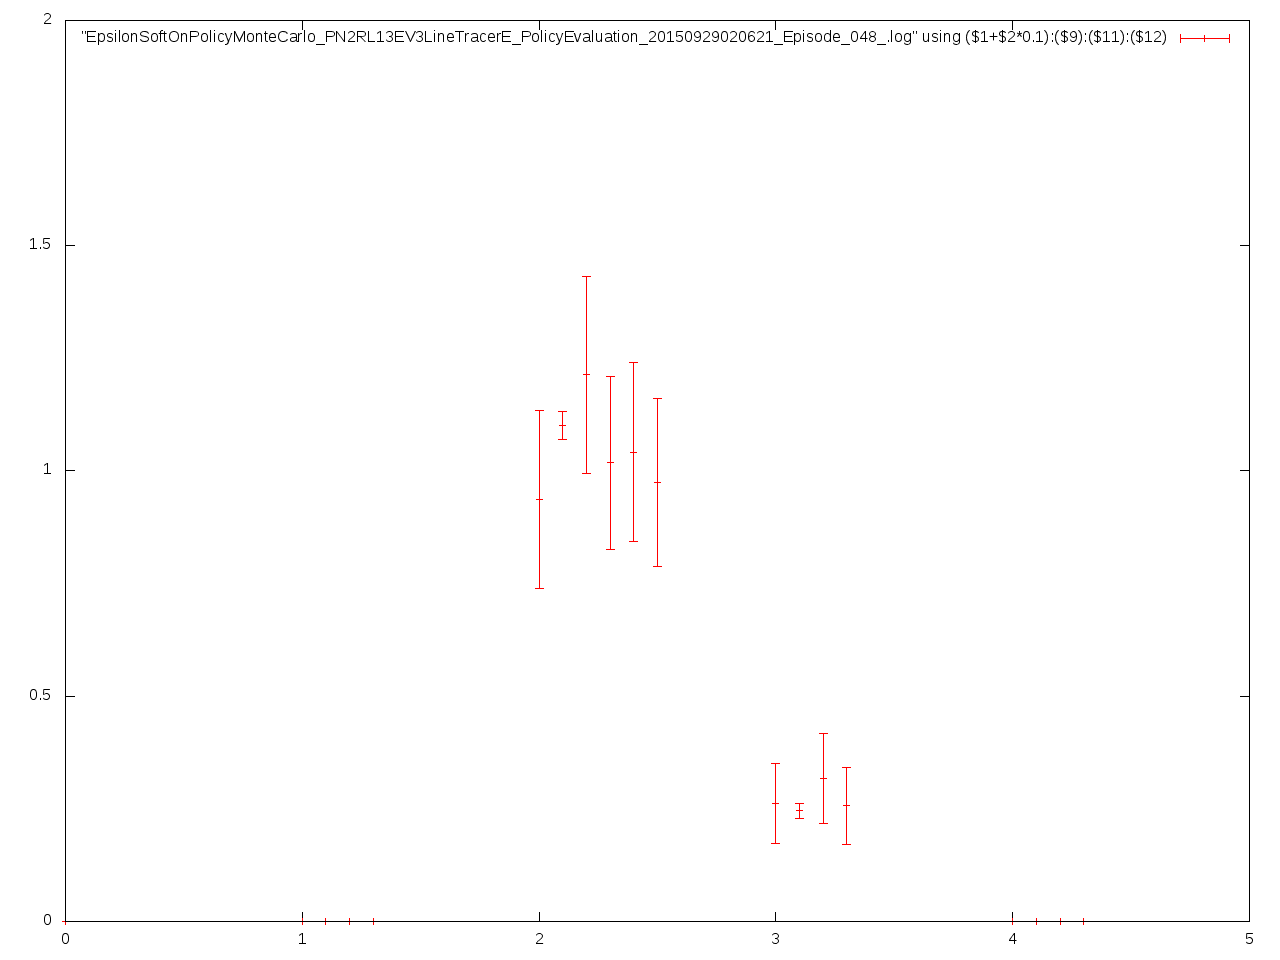 2
"EpsilonSoftOnPolicyMonteCarlo_PN2RL13EV3LineTracerE_PolicyEvaluation_20150929020621_Episode_048_.log" using ($1+$2*0.1):($9):($11):($12)
1.5
1
0.5
0
0 1 2 3 4 5